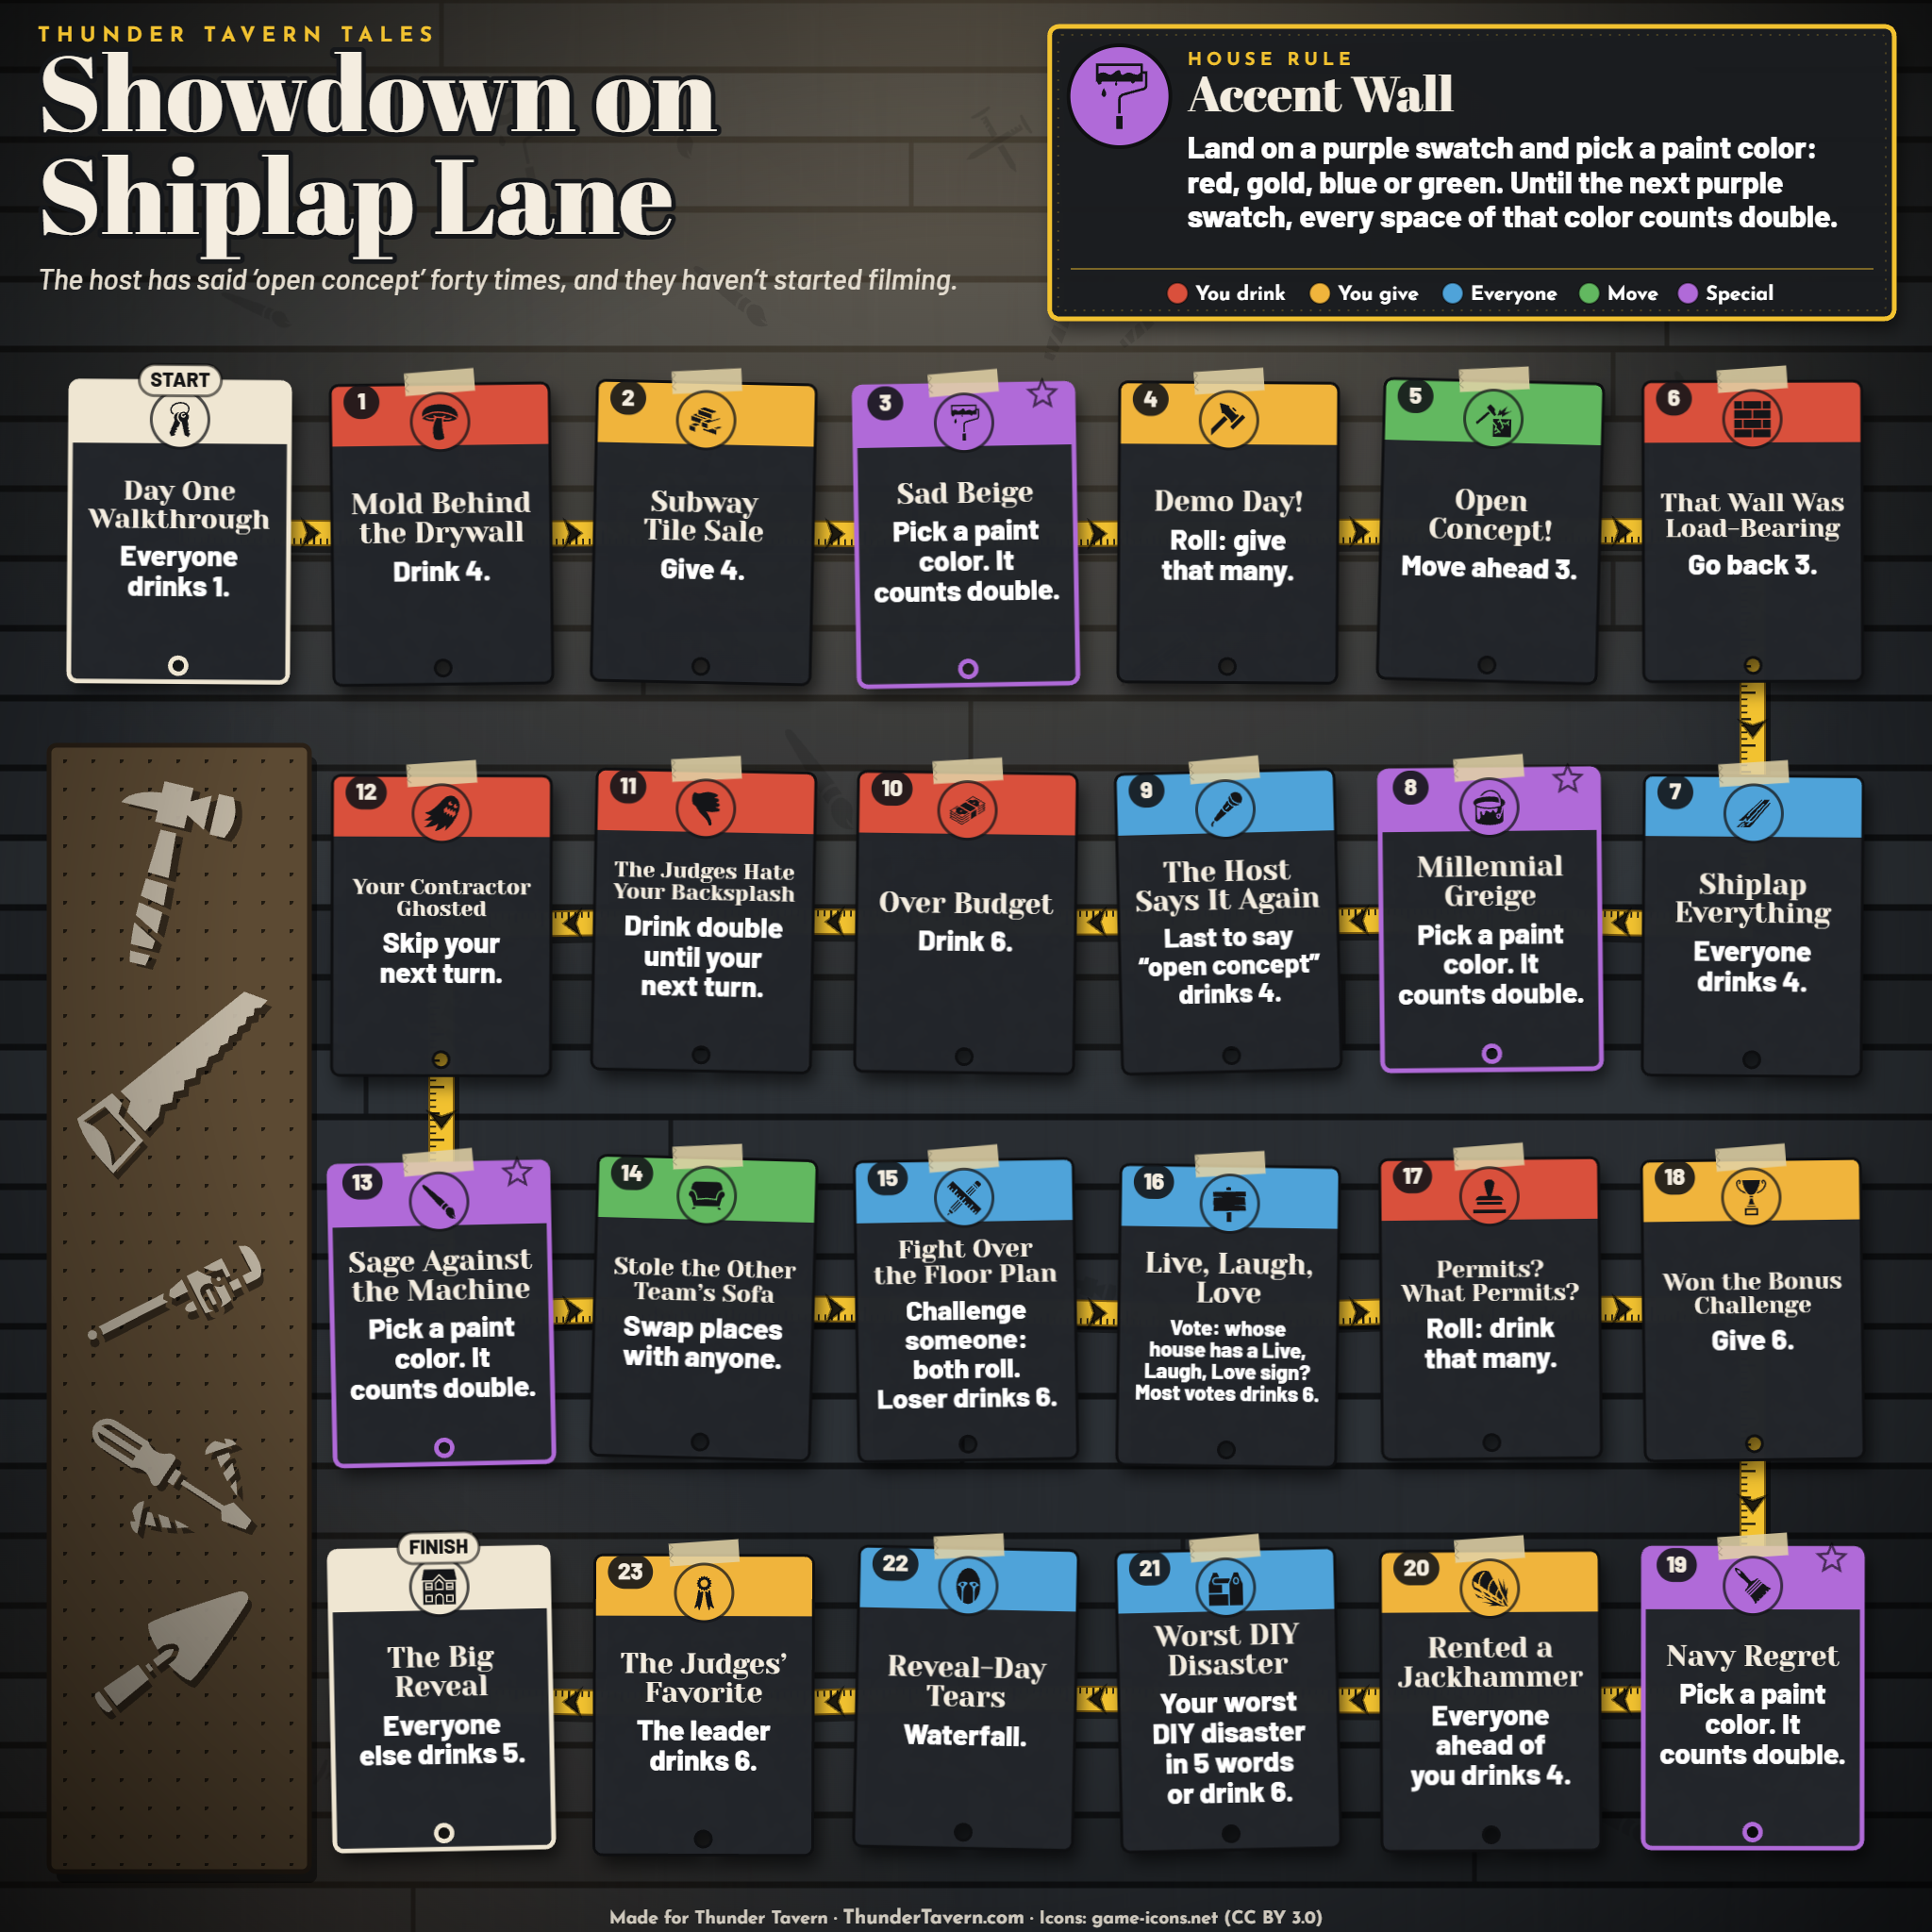 THUNDER TAVERN TALES
Showdown on
Shiplap Lane
The host has said ‘open concept’ forty times, and they haven’t started filming.
HOUSE RULE
Accent Wall
Land on a purple swatch and pick a paint color:
red, gold, blue or green. Until the next purple
swatch, every space of that color counts double.
You drink
You give
Everyone
Move
Special
START
Day One
Walkthrough
Everyone
drinks 1.
1
Mold Behind
the Drywall
Drink 4.
2
Subway
Tile Sale
Give 4.
3
Sad Beige
Pick a paint
color. It
counts double.
4
Demo Day!
Roll: give
that many.
5
Open
Concept!
Move ahead 3.
6
That Wall Was
Load-Bearing
Go back 3.
7
Shiplap
Everything
Everyone
drinks 4.
8
Millennial
Greige
Pick a paint
color. It
counts double.
9
The Host
Says It Again
Last to say
“open concept”
drinks 4.
10
Over Budget
Drink 6.
11
The Judges Hate
Your Backsplash
Drink double
until your
next turn.
12
Your Contractor
Ghosted
Skip your
next turn.
13
Sage Against
the Machine
Pick a paint
color. It
counts double.
14
Stole the Other
Team’s Sofa
Swap places
with anyone.
15
Fight Over
the Floor Plan
Challenge
someone:
both roll.
Loser drinks 6.
16
Live, Laugh,
Love
Vote: whose
house has a Live,
Laugh, Love sign?
Most votes drinks 6.
17
Permits?
What Permits?
Roll: drink
that many.
18
Won the Bonus
Challenge
Give 6.
19
Navy Regret
Pick a paint
color. It
counts double.
20
Rented a
Jackhammer
Everyone
ahead of
you drinks 4.
21
Worst DIY
Disaster
Your worst
DIY disaster
in 5 words
or drink 6.
22
Reveal-Day
Tears
Waterfall.
23
The Judges’
Favorite
The leader
drinks 6.
FINISH
The Big
Reveal
Everyone
else drinks 5.
Made for Thunder Tavern · ThunderTavern.com · Icons: game-icons.net (CC BY 3.0)